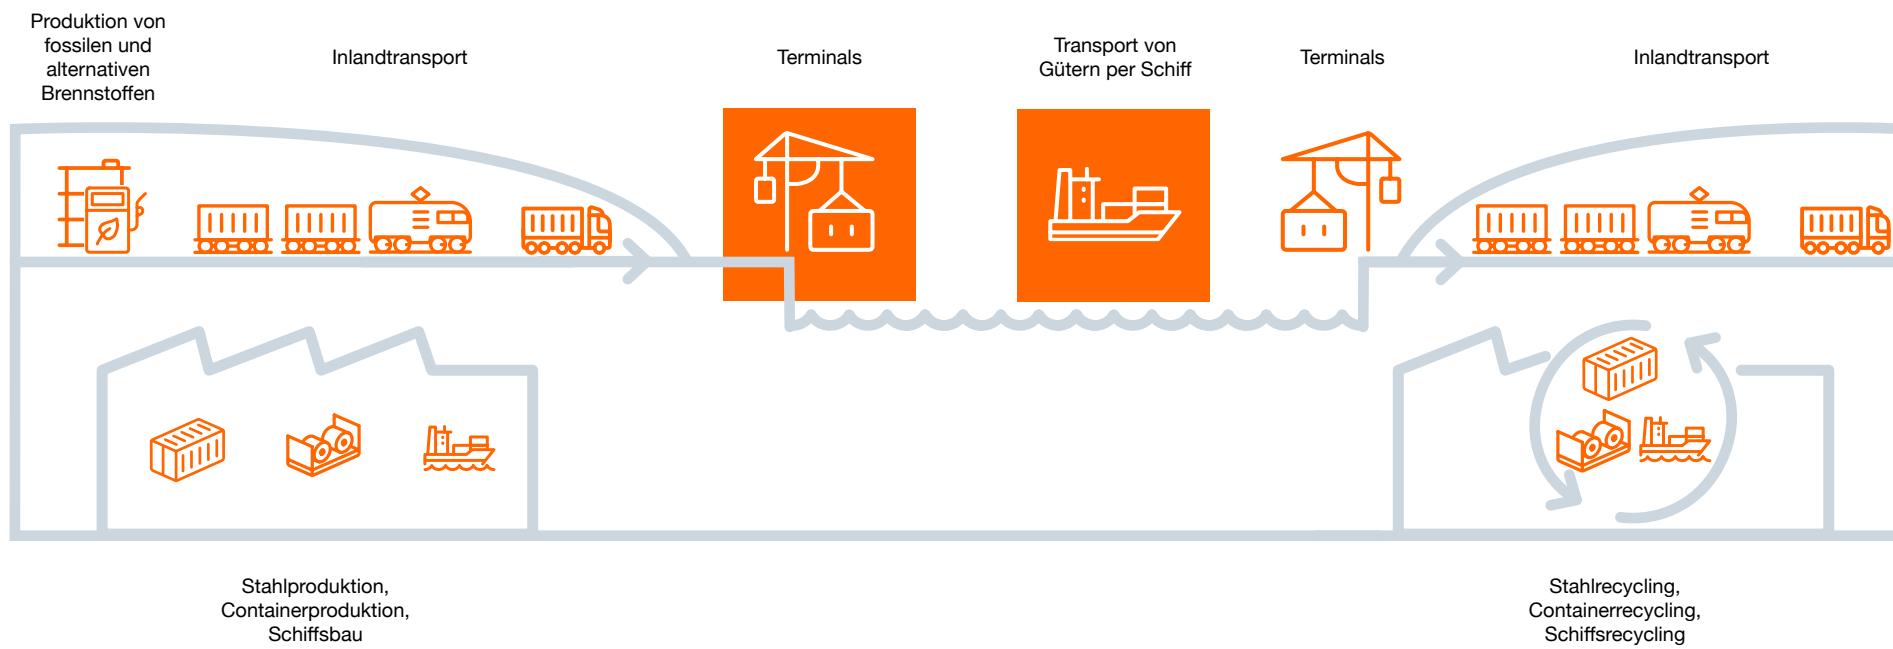 Produktion von
fossilen und
alternativen
Brennstoffen
Inlandtransport
Terminals
Transport von
Gütern per Schiff
Terminals
Inlandtransport
Stahlproduktion,
Containerproduktion,
Schiffsbau
Stahlrecycling,
Containerrecycling,
Schiffsrecycling